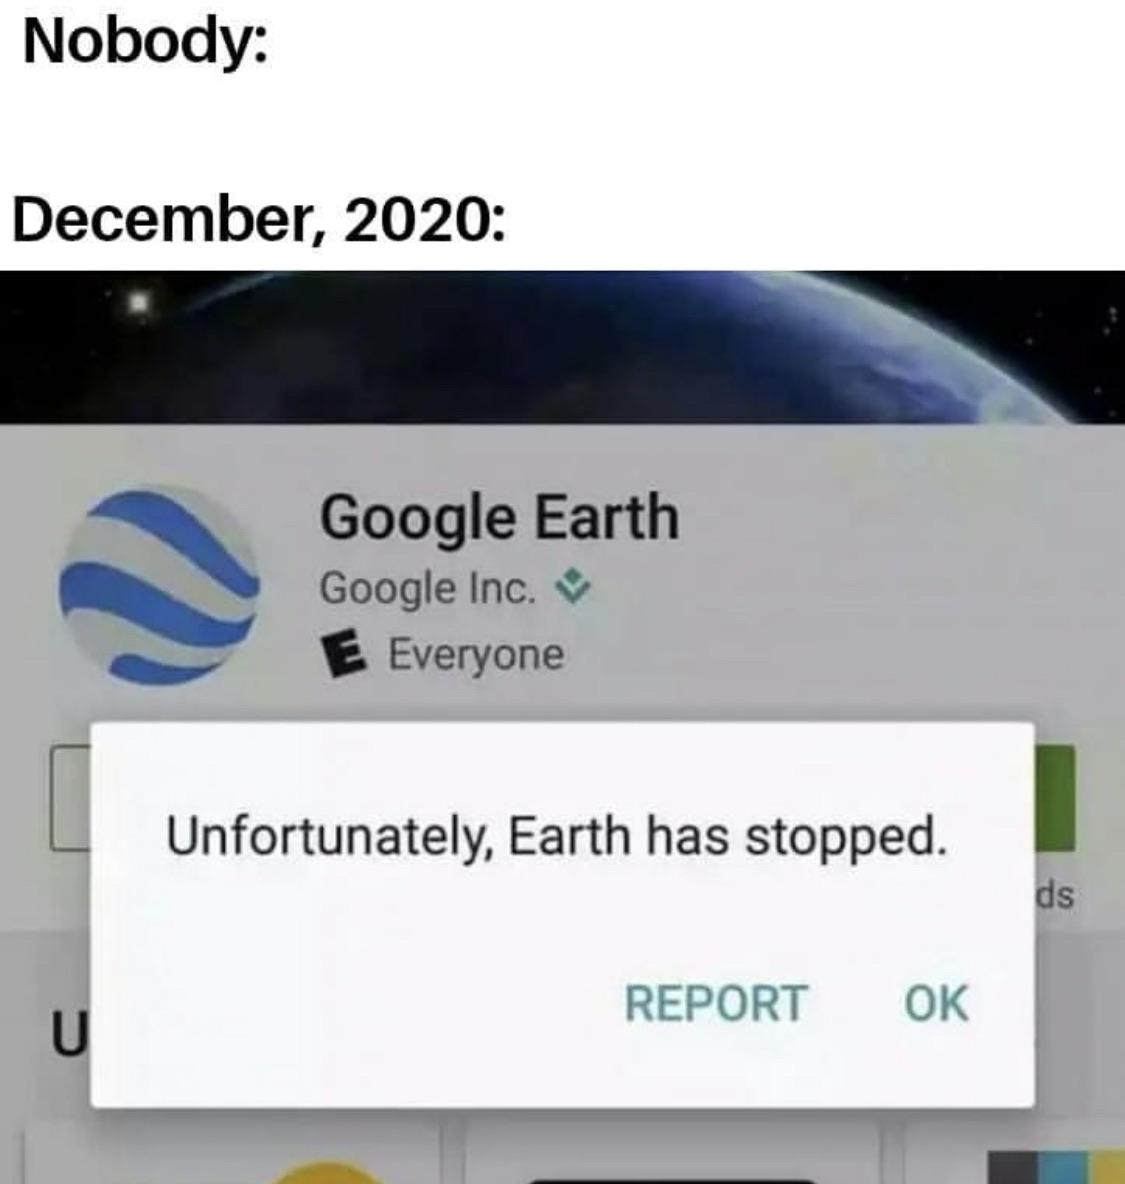 Nobody:
December, 2020:
Google Earth
Google Inc.
E Everyone
Unfortunately, Earth has stopped.
ds
REPORT OK
U